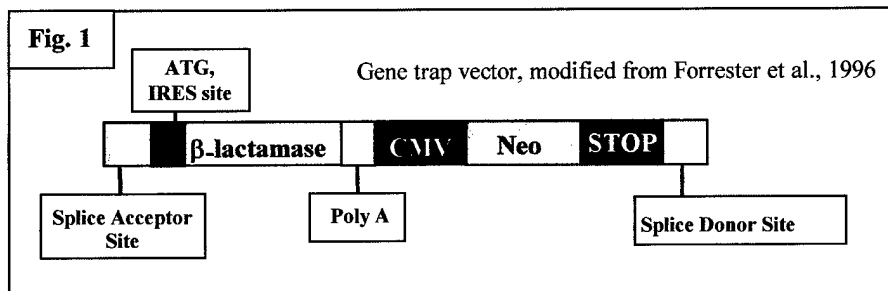 Fig. 1
ATG,
IRES site
Gene trap vector, modified from Forrester et al., 1996
β-lactamase
CMV
Neo
STOP
Splice Acceptor
Site
Poly A
Splice Donor Site